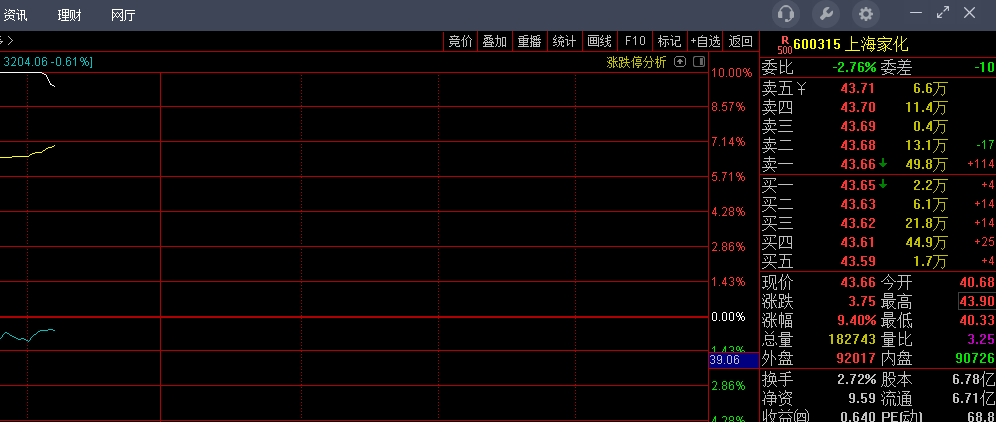 资讯 理财 网厅
竞价 叠加 重播 统计 画线 F10 标记 +自选 返回
R 500 600315 上海家化
3204.06 -0.61%] 涨跌停分析
委比 -2.76% 委差 -10
10.00%
卖五 ¥ 43.71 6.6万
卖四 43.70 11.4万
8.57%
卖三 43.69 0.4万
7.14%
卖二 43.68 13.1万 -17
卖一 43.66 49.8万 +114
5.71%
买一 43.65 2.2万 +4
买二 43.63 6.1万 +14
4.28%
买三 43.62 21.8万 +14
买四 43.61 44.9万 +25
2.86%
买五 43.59 1.7万 +4
1.43%
现价 43.66 今开 40.68
涨跌 3.75 最高 43.90
0.00%
涨幅 9.40% 最低 40.33
总量 182743 量比 3.25
1.43%
39.06
外盘 92017 内盘 90726
换手 2.72% 股本 6.78亿
2.86%
净资 9.59 流通 6.71亿
收益㈣ 0.640 PE(动) 68.8
4.28%